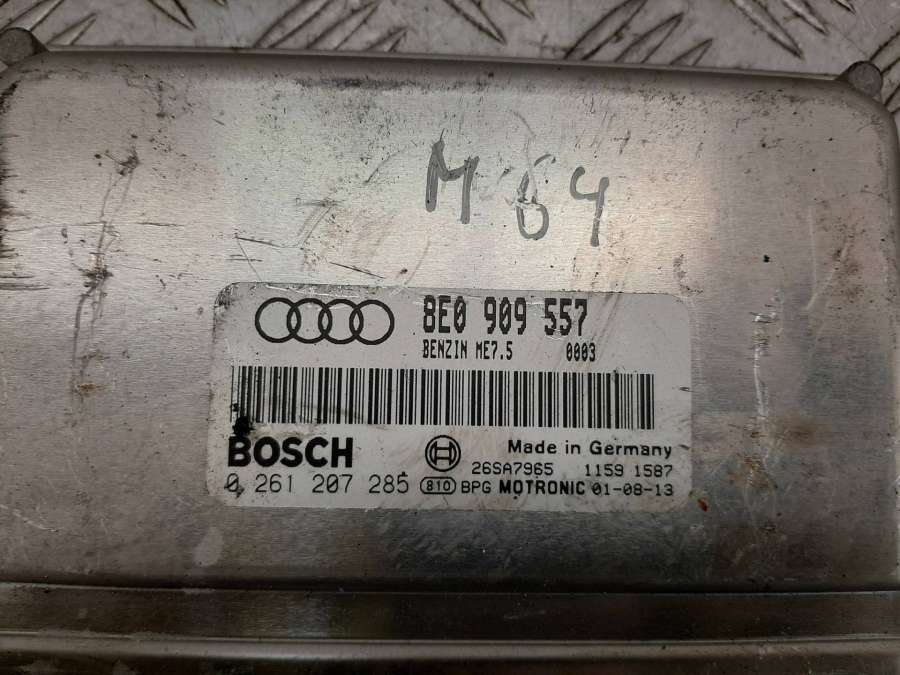 M 64
8E0 909 557
BENZIN ME7.5 0003
BOSCH Made in Germany
26SA7965 1159 1587
0 261 207 285 810 BPG MOTRONIC 01-08-13